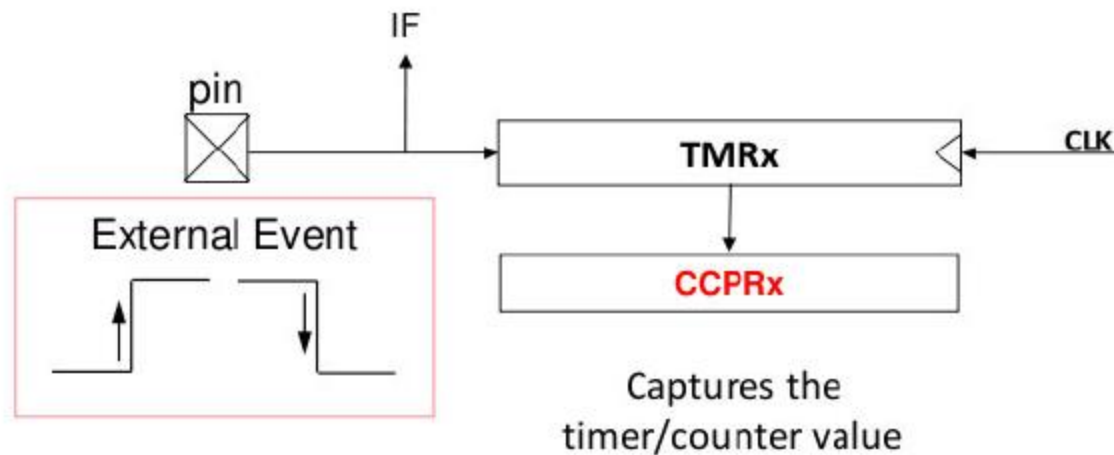 IF
pin
TMRx
CLK
External Event
CCPRx
Captures the
timer/counter value